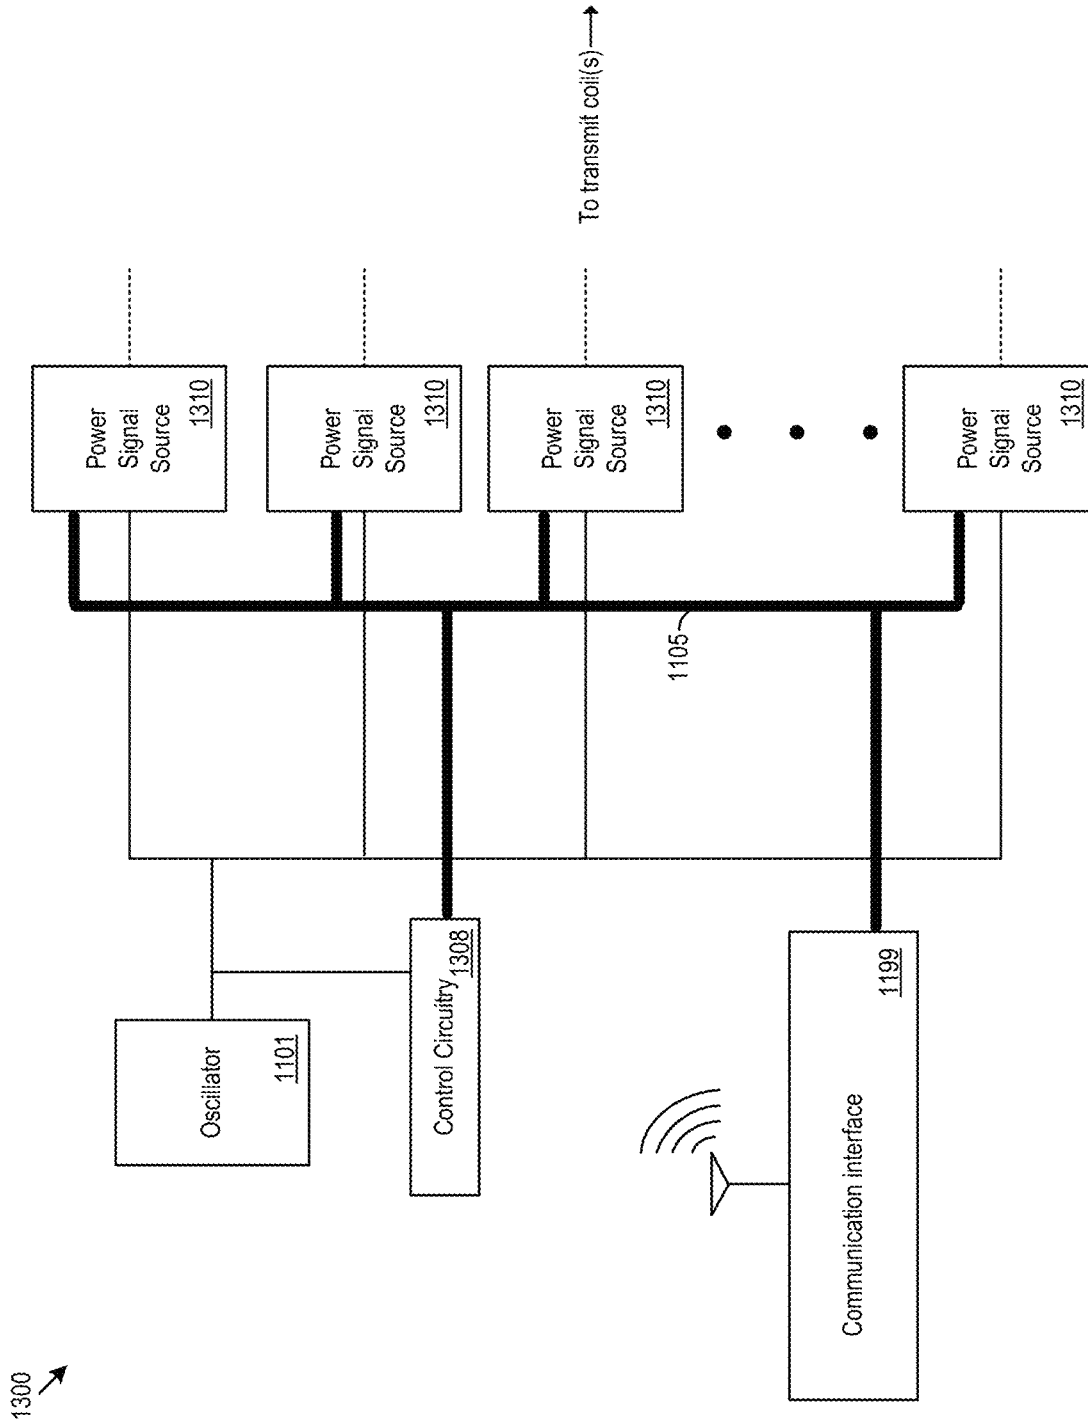 1300
Oscillator
1101
Control Circuitry
1308
Communication interface
1199
1105
Power
Signal
Source
1310
Power
Signal
Source
1310
Power
Signal
Source
1310
Power
Signal
Source
1310
To transmit coil(s)